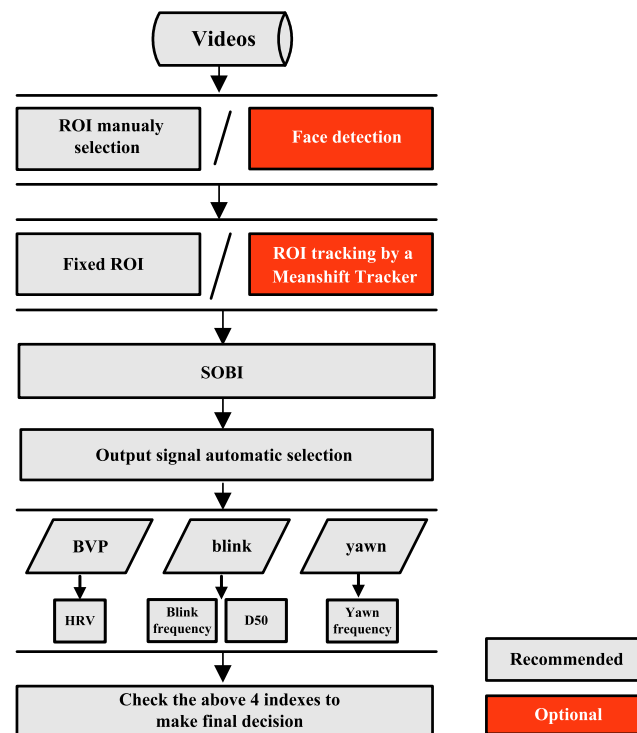 Videos
ROI manualy
selection
Face detection
Fixed ROI
ROI tracking by a
Meanshift Tracker
SOBI
Output signal automatic selection
BVP
blink
yawn
HRV
Blink
frequency
D50
Yawn
frequency
Check the above 4 indexes to
make final decision
Recommended
Optional